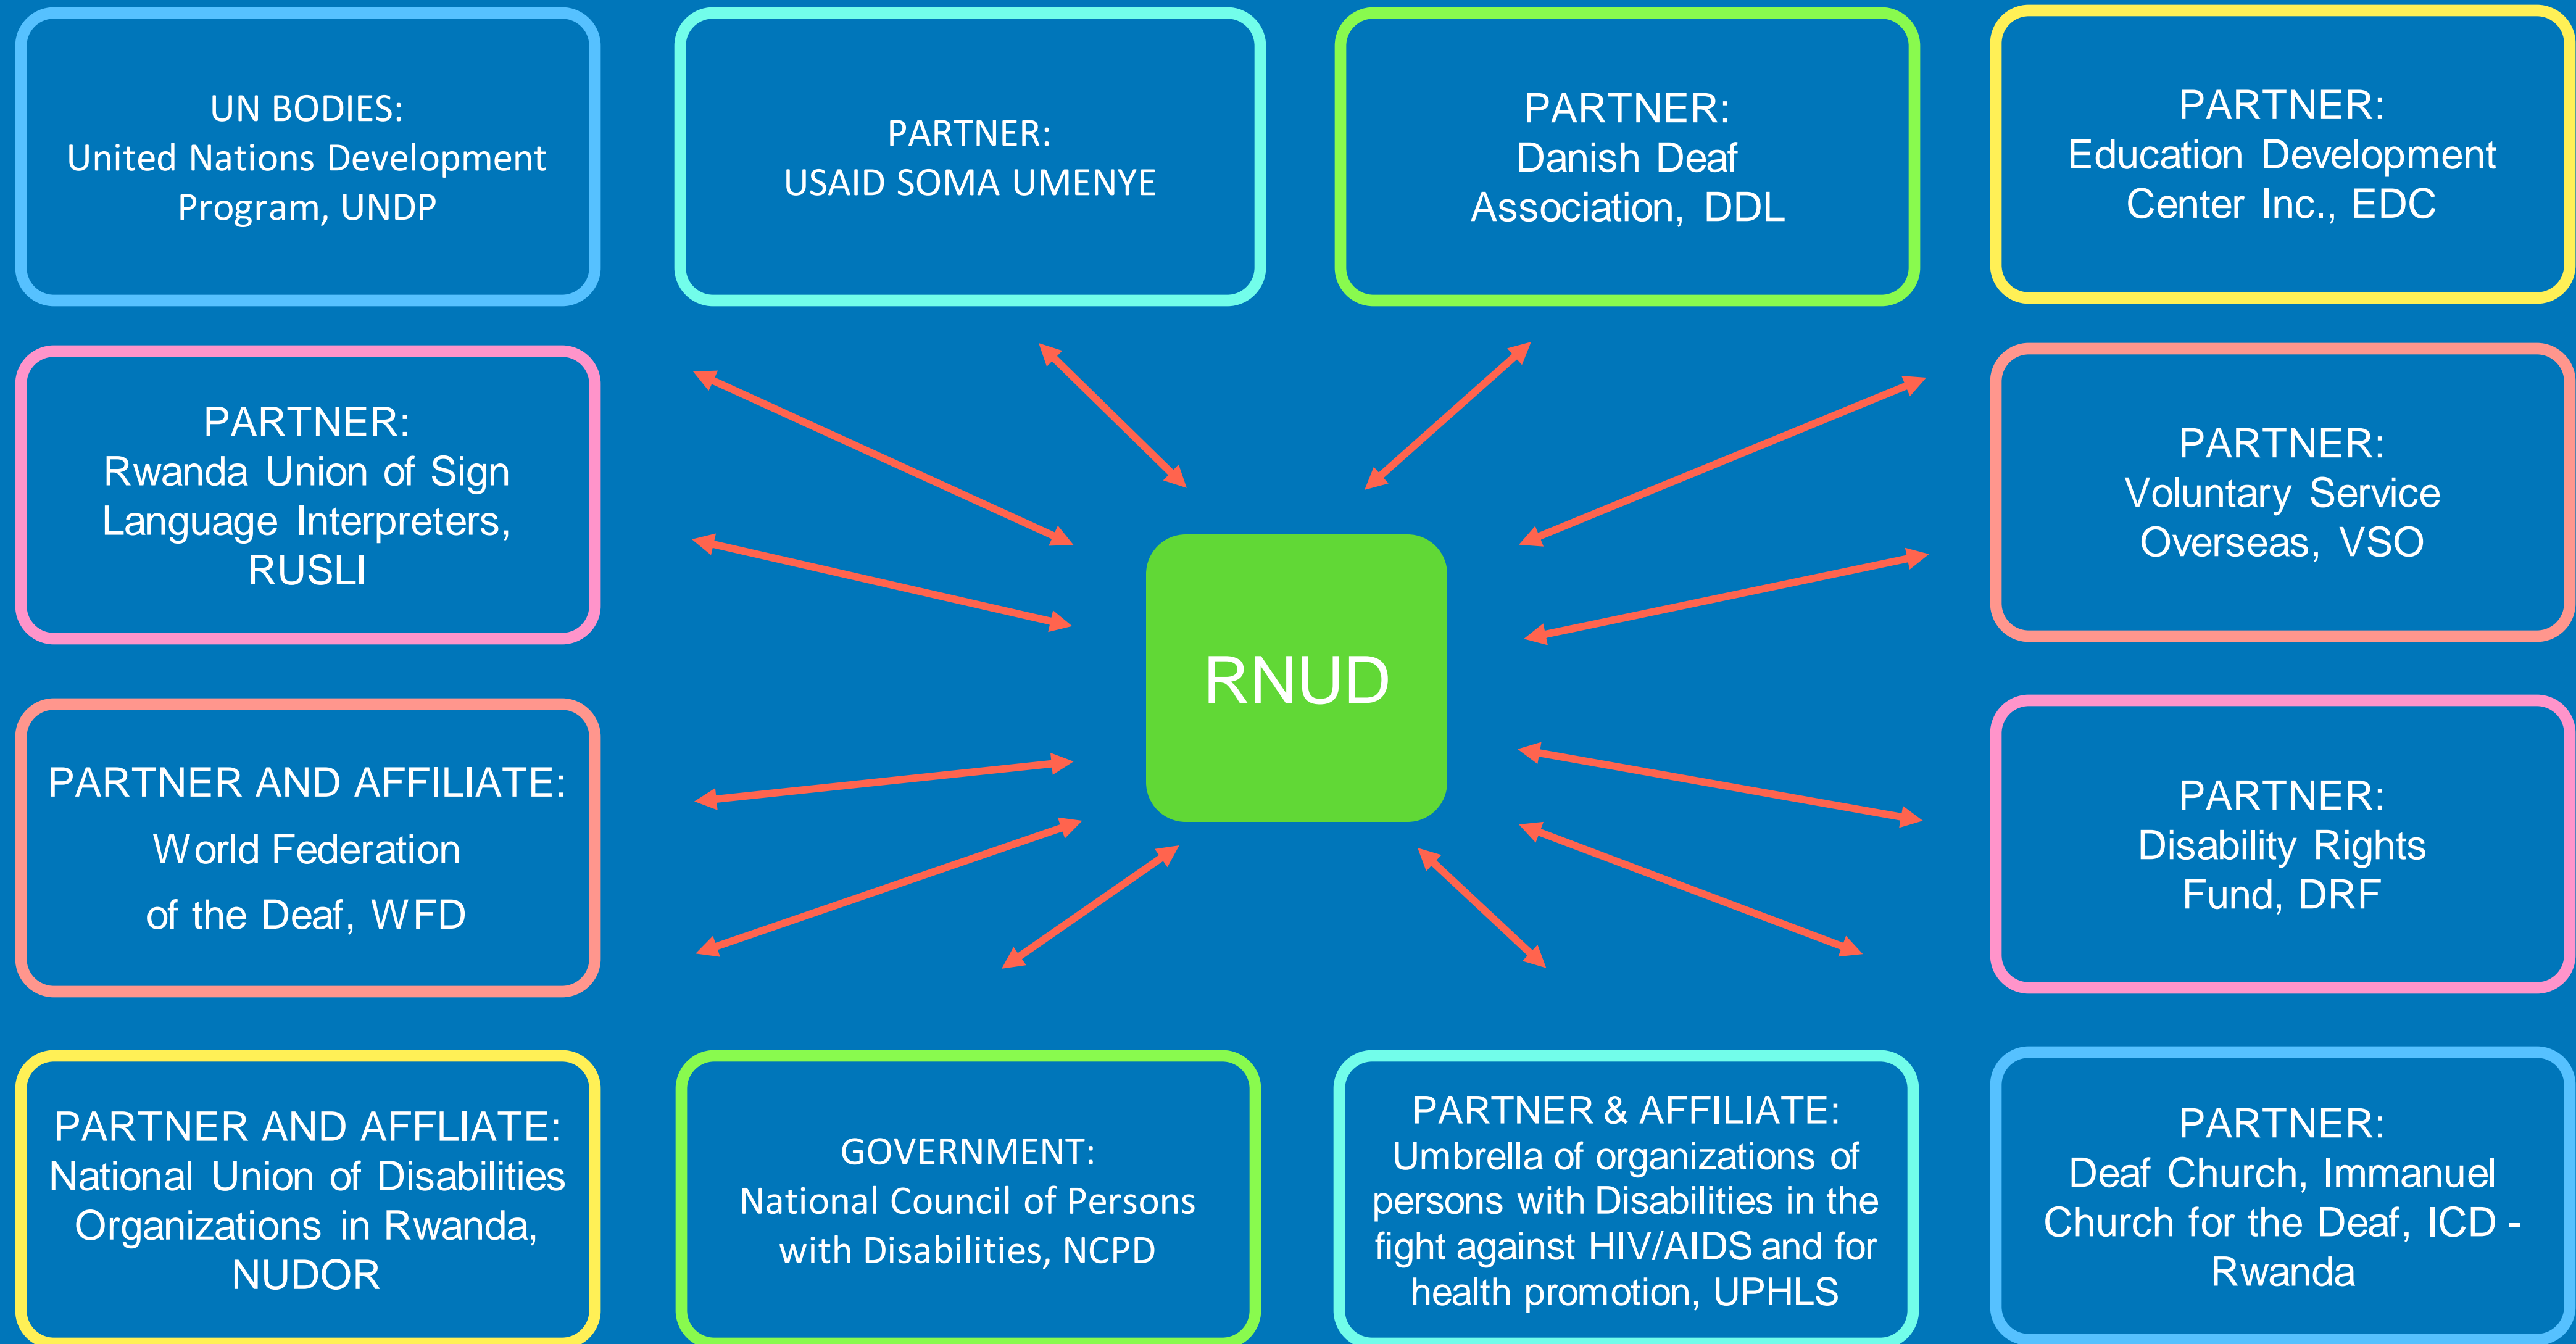 UN BODIES:
United Nations Development
Program, UNDP
PARTNER:
USAID SOMA UMENYE
PARTNER:
Danish Deaf
Association, DDL
PARTNER:
Education Development
Center Inc., EDC
PARTNER:
Rwanda Union of Sign
Language Interpreters,
RUSLI
PARTNER:
Voluntary Service
Overseas, VSO
RNUD
PARTNER AND AFFILIATE:
World Federation
of the Deaf, WFD
PARTNER:
Disability Rights
Fund, DRF
PARTNER AND AFFLIATE:
National Union of Disabilities
Organizations in Rwanda,
NUDOR
GOVERNMENT:
National Council of Persons
with Disabilities, NCPD
PARTNER & AFFILIATE:
Umbrella of organizations of
persons with Disabilities in the
fight against HIV/AIDS and for
health promotion, UPHLS
PARTNER:
Deaf Church, Immanuel
Church for the Deaf, ICD -
Rwanda